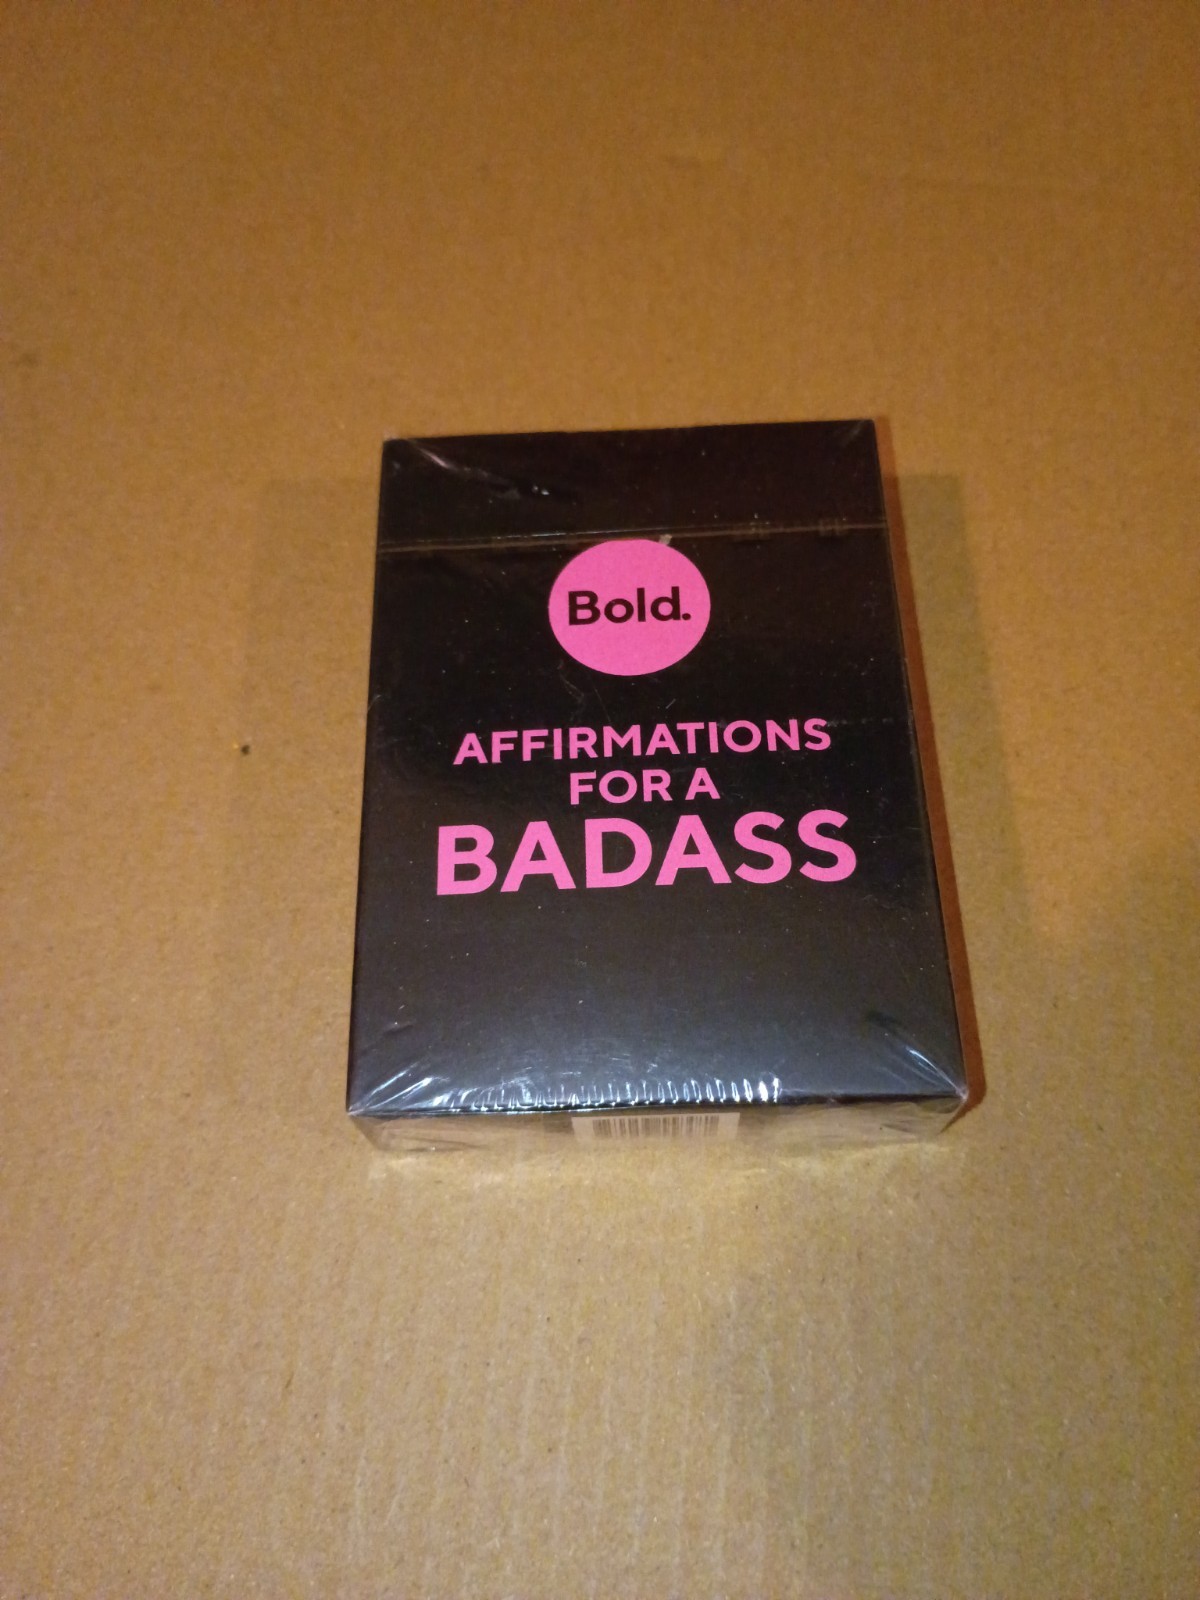 Bold.
AFFIRMATIONS
FOR A
BADASS